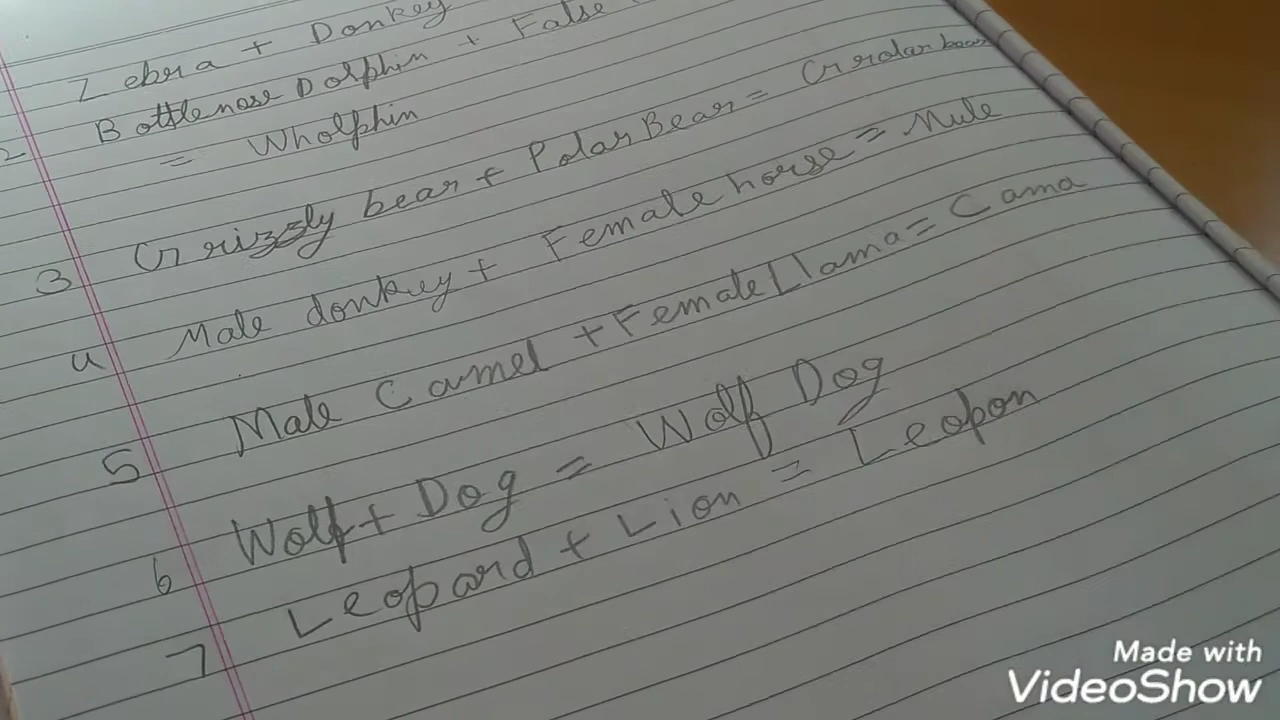 Zebra + Donkey
2 Bottlenose Dolphin + False
= Wholphin
3 Grizzly bear + Polar Bear = Grolar bear
4 Male donkey + Female horse = Mule
5 Male Camel + Female Llama = Cama
6 Wolf + Dog = Wolf Dog
7 Leopard + Lion = Leopon
Made with
VideoShow